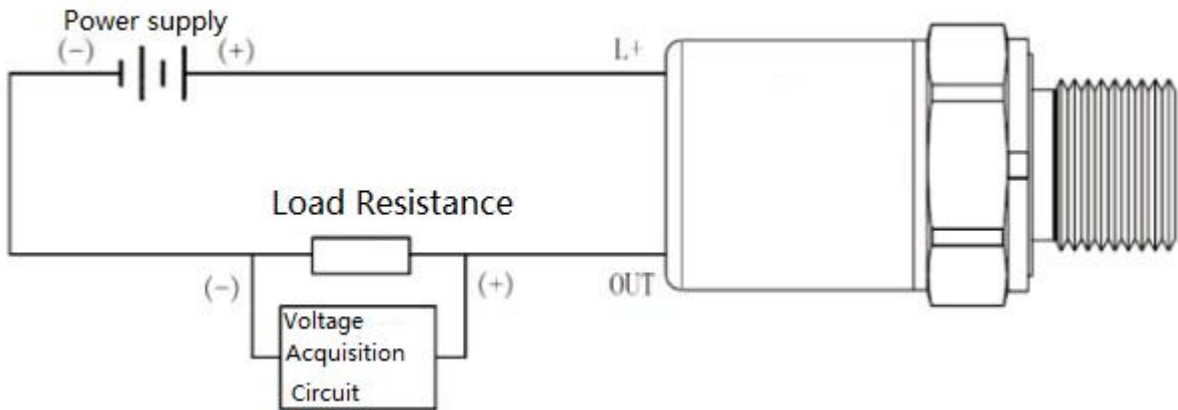 Power supply
(−) (+) L+
Load Resistance
(−) (+) OUT
Voltage
Acquisition
Circuit